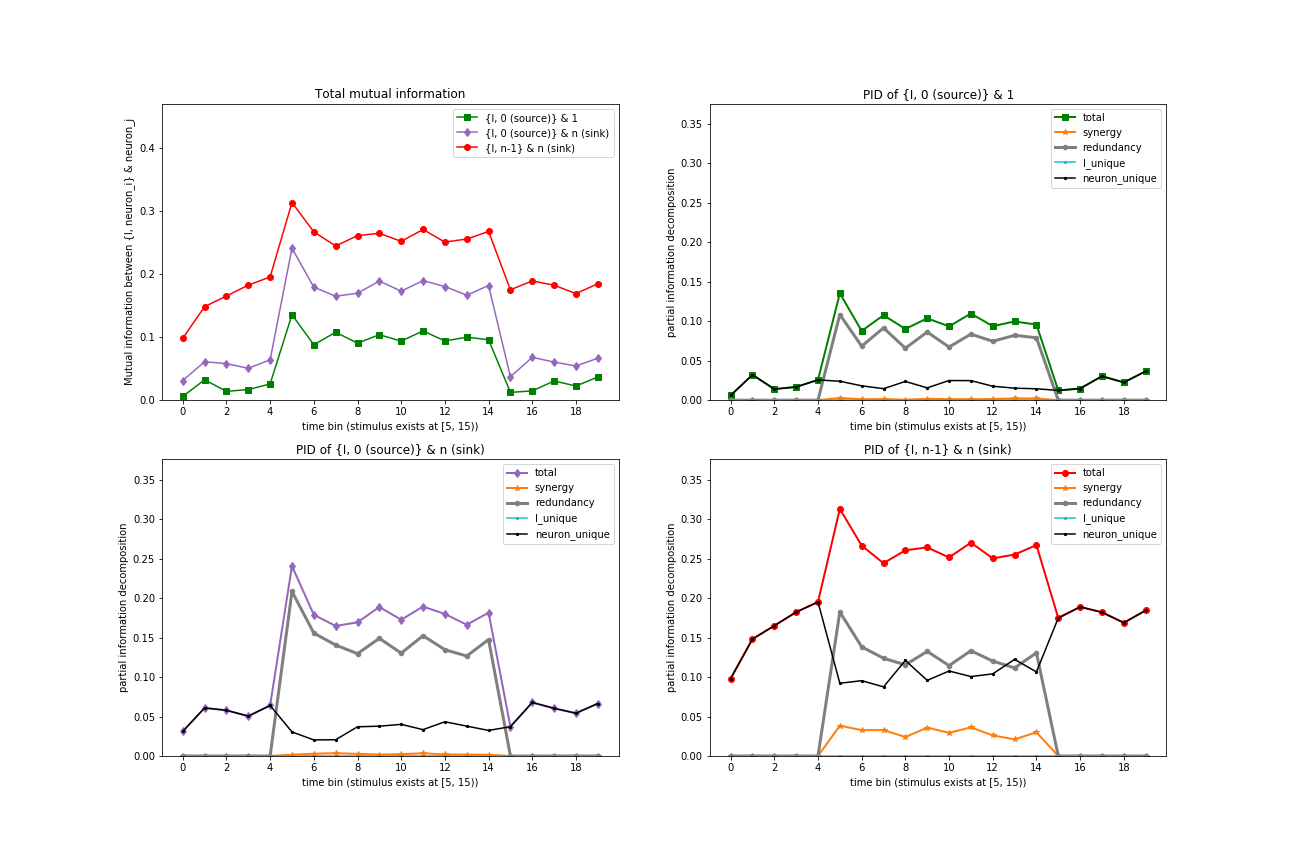 Total mutual information
Mutual information between {I, neuron_i} & neuron_j
0.4
0.3
0.2
0.1
0.0
{I, 0 (source)} & 1
{I, 0 (source)} & n (sink)
{I, n-1} & n (sink)
0 2 4 6 8 10 12 14 16 18
time bin (stimulus exists at [5, 15))
PID of {I, 0 (source)} & 1
partial information decomposition
0.35
0.30
0.25
0.20
0.15
0.10
0.05
0.00
total
synergy
redundancy
I_unique
neuron_unique
0 2 4 6 8 10 12 14 16 18
time bin (stimulus exists at [5, 15))
PID of {I, 0 (source)} & n (sink)
partial information decomposition
0.35
0.30
0.25
0.20
0.15
0.10
0.05
0.00
total
synergy
redundancy
I_unique
neuron_unique
0 2 4 6 8 10 12 14 16 18
time bin (stimulus exists at [5, 15))
PID of {I, n-1} & n (sink)
partial information decomposition
0.35
0.30
0.25
0.20
0.15
0.10
0.05
0.00
total
synergy
redundancy
I_unique
neuron_unique
0 2 4 6 8 10 12 14 16 18
time bin (stimulus exists at [5, 15))